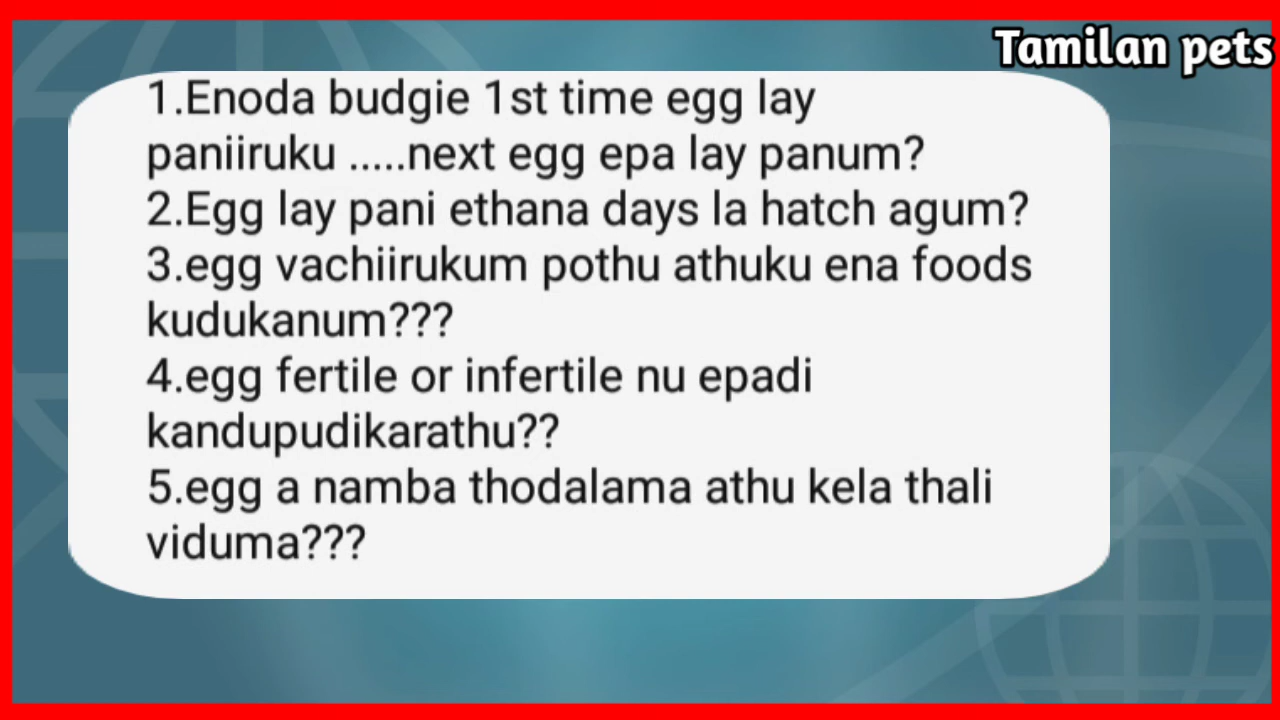 Tamilan pets
1.Enoda budgie 1st time egg lay
paniiruku .....next egg epa lay panum?
2.Egg lay pani ethana days la hatch agum?
3.egg vachiirukum pothu athuku ena foods
kudukanum???
4.egg fertile or infertile nu epadi
kandupudikarathu??
5.egg a namba thodalama athu kela thali
viduma???